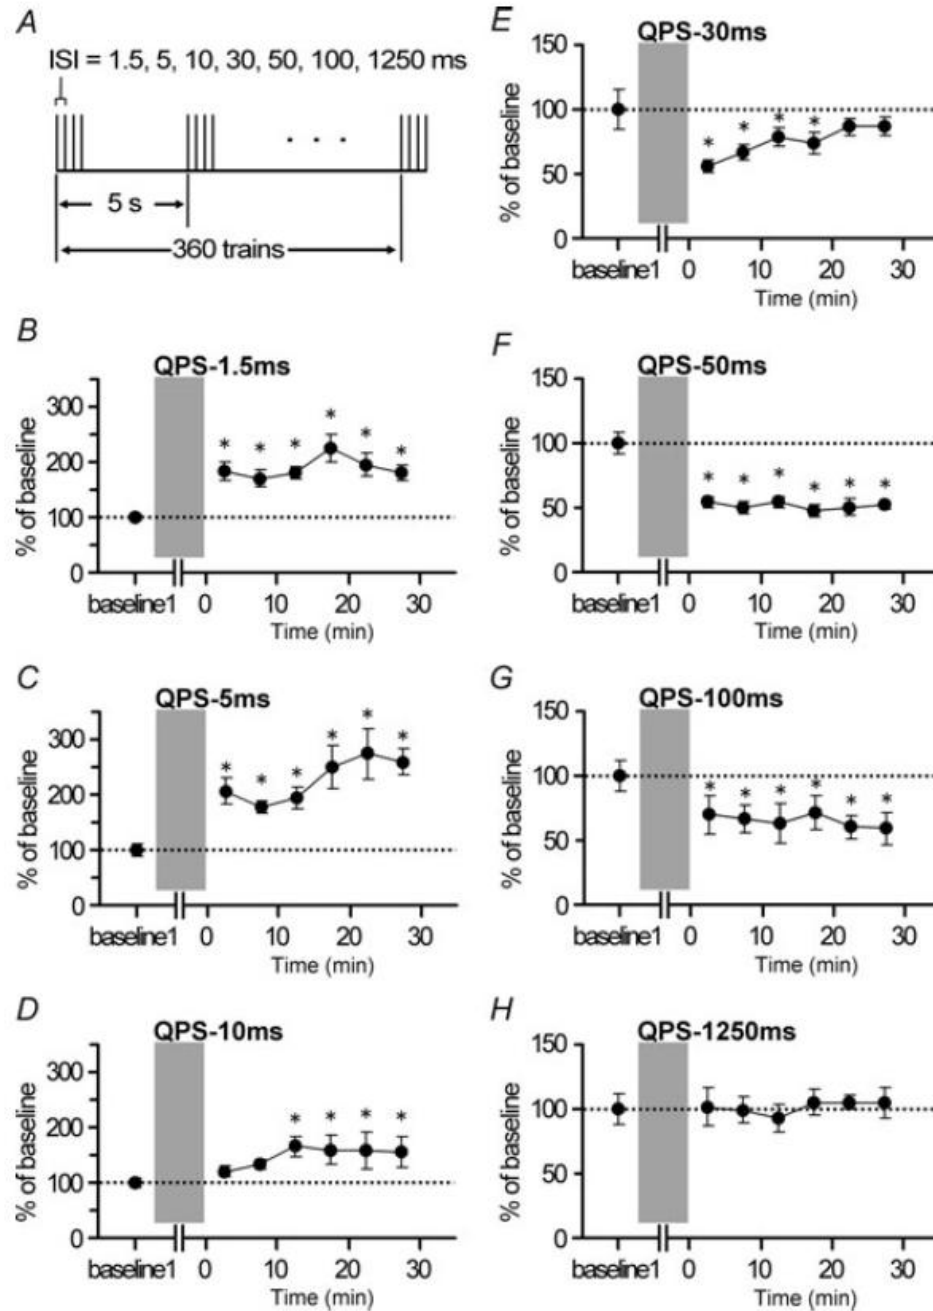 A
ISI = 1.5, 5, 10, 30, 50, 100, 1250 ms
. . .
5 s
360 trains
B
QPS-1.5ms
% of baseline
300
200
100
0
* * * * * *
baseline1 0 10 20 30
Time (min)
C
QPS-5ms
% of baseline
300
200
100
0
* * * * * *
baseline1 0 10 20 30
Time (min)
D
QPS-10ms
% of baseline
300
200
100
0
* * * *
baseline1 0 10 20 30
Time (min)
E
QPS-30ms
% of baseline
150
100
50
0
* * * *
baseline1 0 10 20 30
Time (min)
F
QPS-50ms
% of baseline
150
100
50
0
* * * * * *
baseline1 0 10 20 30
Time (min)
G
QPS-100ms
% of baseline
150
100
50
0
* * * * * *
baseline1 0 10 20 30
Time (min)
H
QPS-1250ms
% of baseline
150
100
50
0
baseline1 0 10 20 30
Time (min)